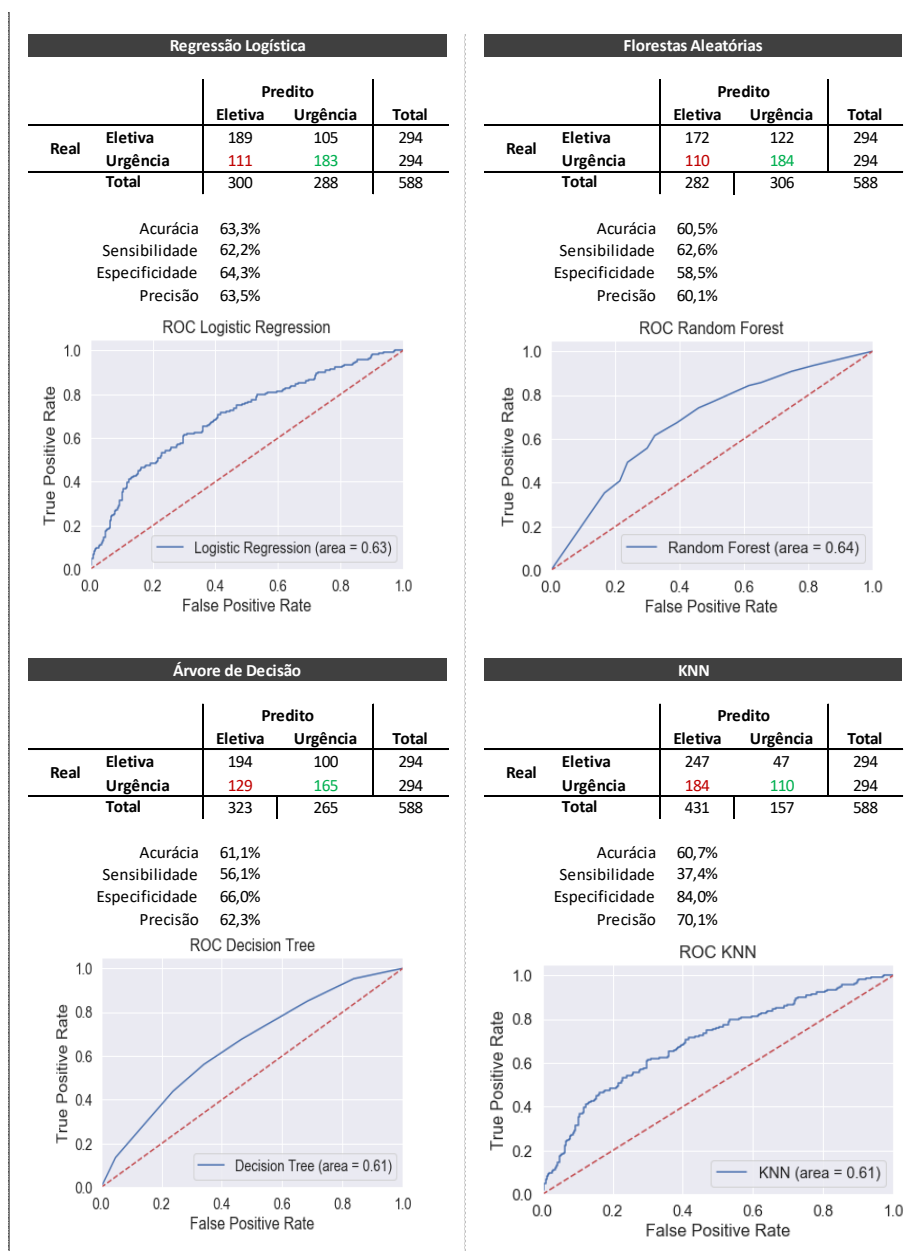 Regressão Logística
Predito
Eletiva Urgência Total
Real
Eletiva 189 105 294
Urgência 111 183 294
Total 300 288 588
Acurácia 63,3%
Sensibilidade 62,2%
Especificidade 64,3%
Precisão 63,5%
ROC Logistic Regression
True Positive Rate
1.0
0.8
0.6
0.4
0.2
0.0
Logistic Regression (area = 0.63)
0.0 0.2 0.4 0.6 0.8 1.0
False Positive Rate
Florestas Aleatórias
Predito
Eletiva Urgência Total
Real
Eletiva 172 122 294
Urgência 110 184 294
Total 282 306 588
Acurácia 60,5%
Sensibilidade 62,6%
Especificidade 58,5%
Precisão 60,1%
ROC Random Forest
True Positive Rate
1.0
0.8
0.6
0.4
0.2
0.0
Random Forest (area = 0.64)
0.0 0.2 0.4 0.6 0.8 1.0
False Positive Rate
Árvore de Decisão
Predito
Eletiva Urgência Total
Real
Eletiva 194 100 294
Urgência 129 165 294
Total 323 265 588
Acurácia 61,1%
Sensibilidade 56,1%
Especificidade 66,0%
Precisão 62,3%
ROC Decision Tree
True Positive Rate
1.0
0.8
0.6
0.4
0.2
0.0
Decision Tree (area = 0.61)
0.0 0.2 0.4 0.6 0.8 1.0
False Positive Rate
KNN
Predito
Eletiva Urgência Total
Real
Eletiva 247 47 294
Urgência 184 110 294
Total 431 157 588
Acurácia 60,7%
Sensibilidade 37,4%
Especificidade 84,0%
Precisão 70,1%
ROC KNN
True Positive Rate
1.0
0.8
0.6
0.4
0.2
0.0
KNN (area = 0.61)
0.0 0.2 0.4 0.6 0.8 1.0
False Positive Rate